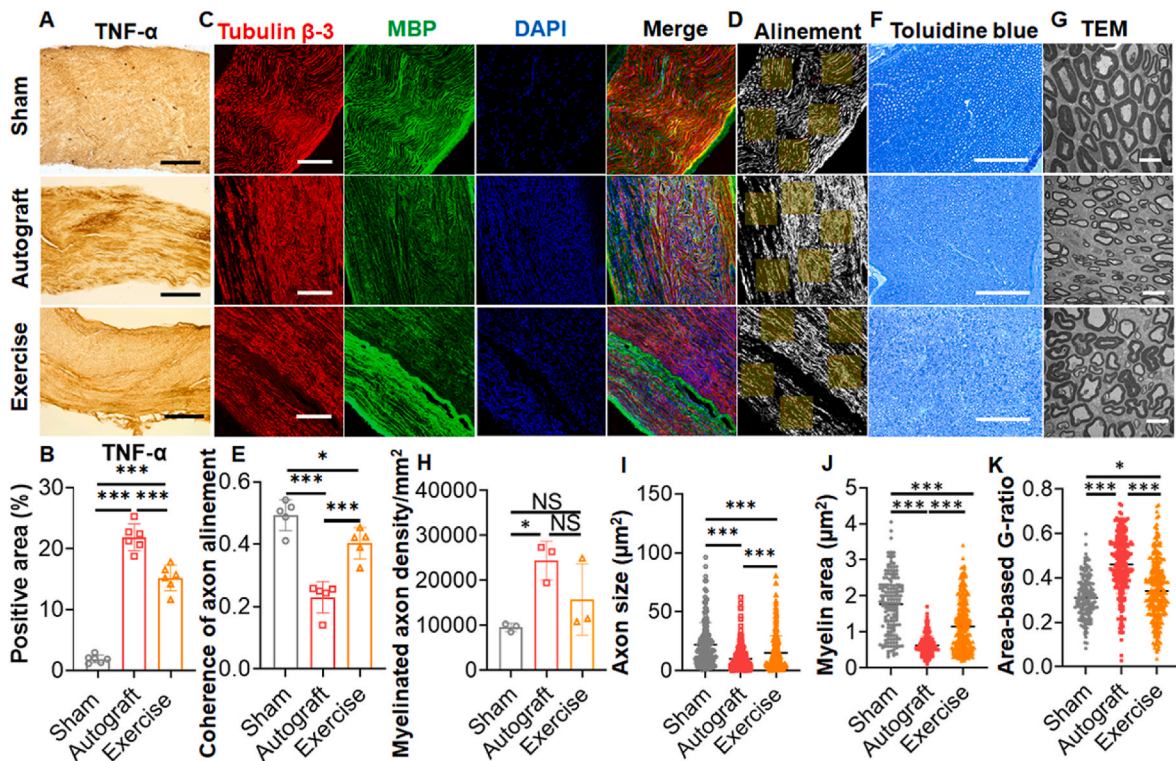 A TNF-α C Tubulin β-3 MBP DAPI Merge D Alinement F Toluidine blue G TEM
Sham
Autograft
Exercise
B TNF-α
Positive area (%)
30
20
10
0
***
*** ***
Sham
Autograft
Exercise
E
Coherence of axon alinement
0.6
0.4
0.2
0.0
*
***
***
Sham
Autograft
Exercise
H
Myelinated axon density/mm²
40000
30000
20000
10000
0
NS
* NS
Sham
Autograft
Exercise
I
Axon size (μm²)
150
100
50
0
***
***
***
Sham
Autograft
Exercise
J
Myelin area (μm²)
5
4
3
2
1
0
***
*** ***
Sham
Autograft
Exercise
K
Area-based G-ratio
0.8
0.6
0.4
0.2
0.0
*
*** ***
Sham
Autograft
Exercise